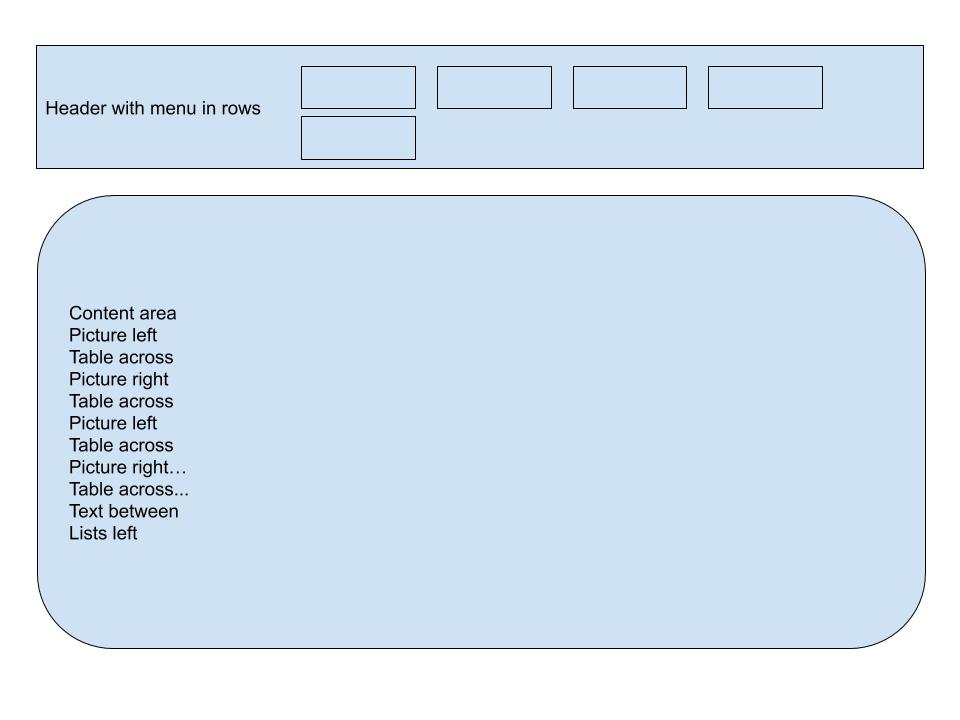 Header with menu in rows
Content area
Picture left
Table across
Picture right
Table across
Picture left
Table across
Picture right…
Table across...
Text between
Lists left